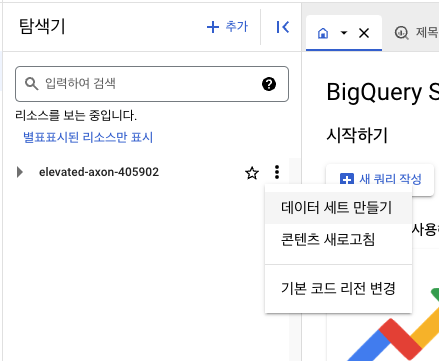 탐색기
+ 추가
제목
입력하여 검색
리소스를 보는 중입니다.
별표표시된 리소스만 표시
elevated-axon-405902
BigQuery S
시작하기
새 쿼리 작성
데이터 세트 만들기
콘텐츠 새로고침
기본 코드 리전 변경
사용